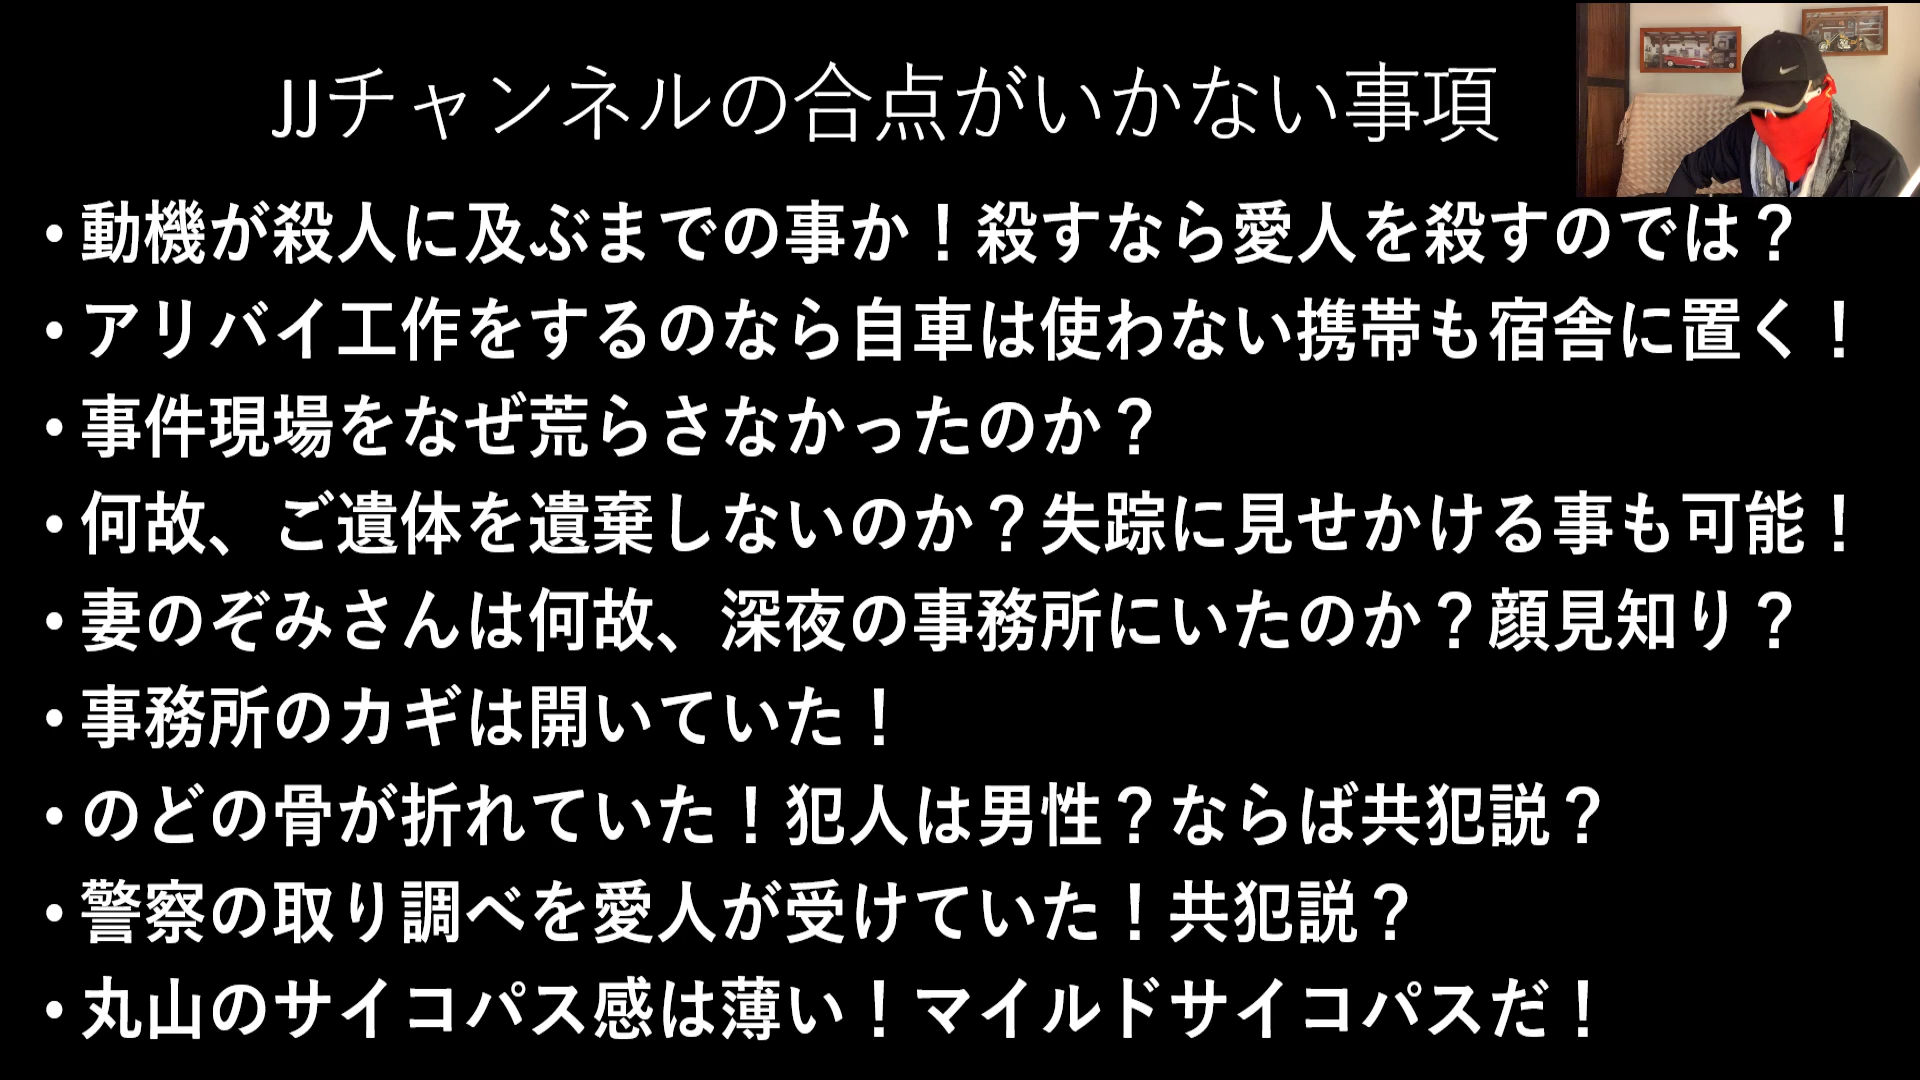 JJチャンネルの合点がいかない事項
・動機が殺人に及ぶまでの事か！殺すなら愛人を殺すのでは？
・アリバイ工作をするのなら自車は使わない携帯も宿舎に置く！
・事件現場をなぜ荒らさなかったのか？
・何故、ご遺体を遺棄しないのか？失踪に見せかける事も可能！
・妻のぞみさんは何故、深夜の事務所にいたのか？顔見知り？
・事務所のカギは開いていた！
・のどの骨が折れていた！犯人は男性？ならば共犯説？
・警察の取り調べを愛人が受けていた！共犯説？
・丸山のサイコパス感は薄い！マイルドサイコパスだ！